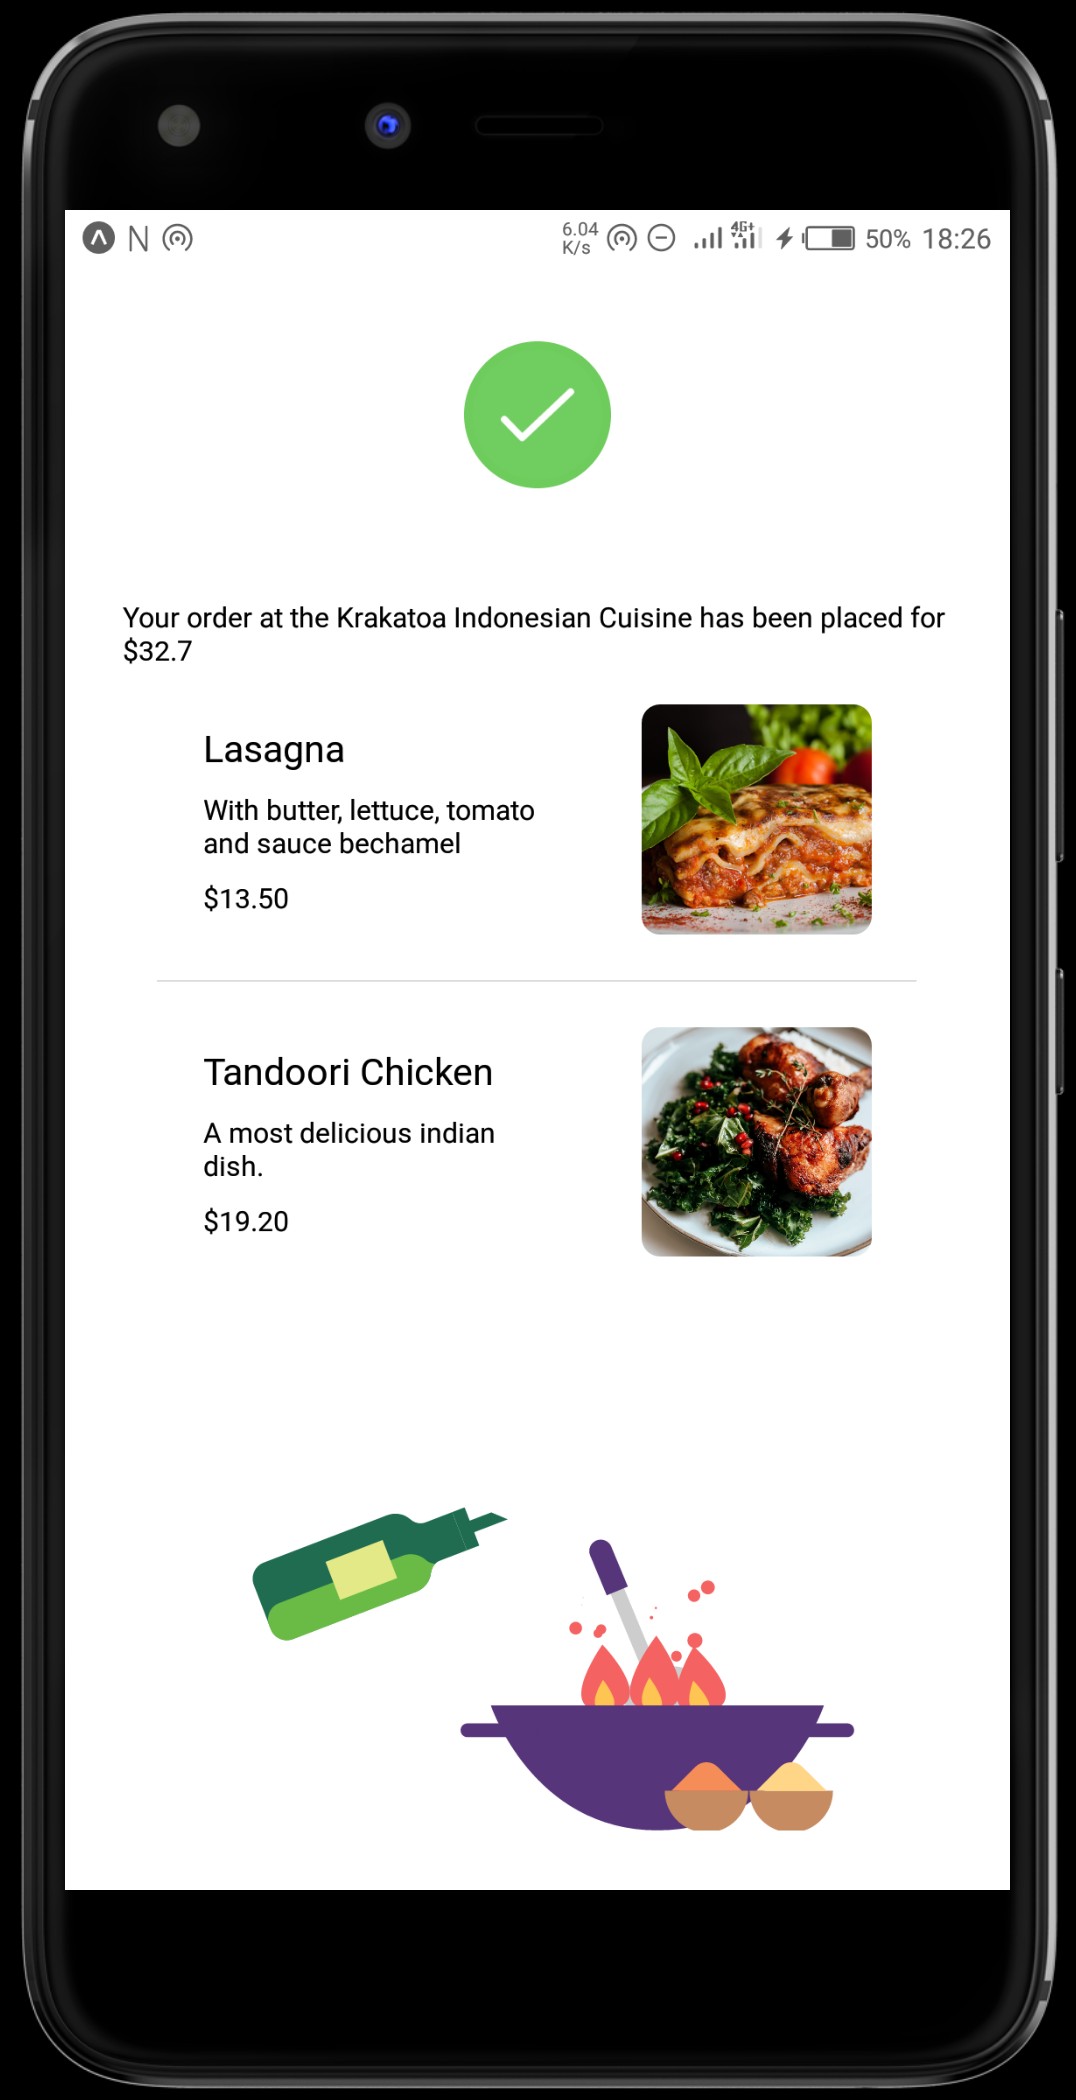 N
6.04
K/s
4G+
50% 18:26
Your order at the Krakatoa Indonesian Cuisine has been placed for
$32.7
Lasagna
With butter, lettuce, tomato
and sauce bechamel
$13.50
Tandoori Chicken
A most delicious indian
dish.
$19.20